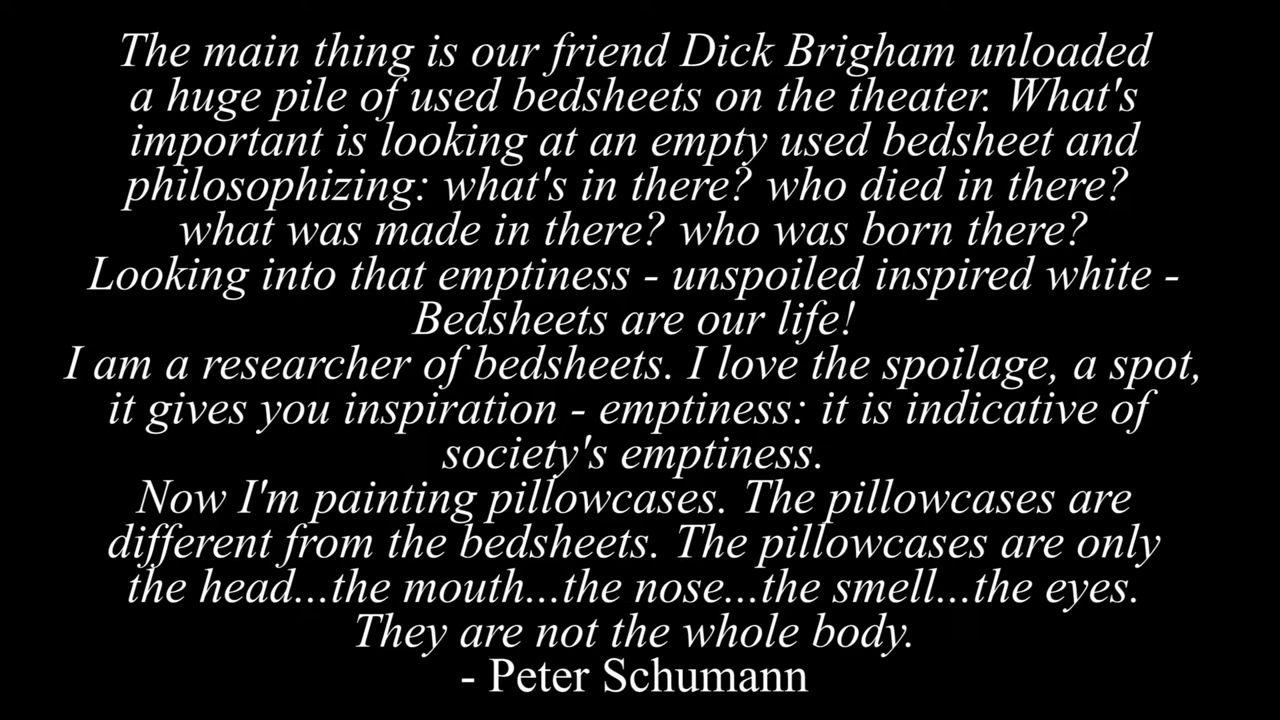 The main thing is our friend Dick Brigham unloaded
a huge pile of used bedsheets on the theater. What's
important is looking at an empty used bedsheet and
philosophizing: what's in there? who died in there?
what was made in there? who was born there?
Looking into that emptiness - unspoiled inspired white -
Bedsheets are our life!
I am a researcher of bedsheets. I love the spoilage, a spot,
it gives you inspiration - emptiness: it is indicative of
society's emptiness.
Now I'm painting pillowcases. The pillowcases are
different from the bedsheets. The pillowcases are only
the head...the mouth...the nose...the smell...the eyes.
They are not the whole body.
- Peter Schumann